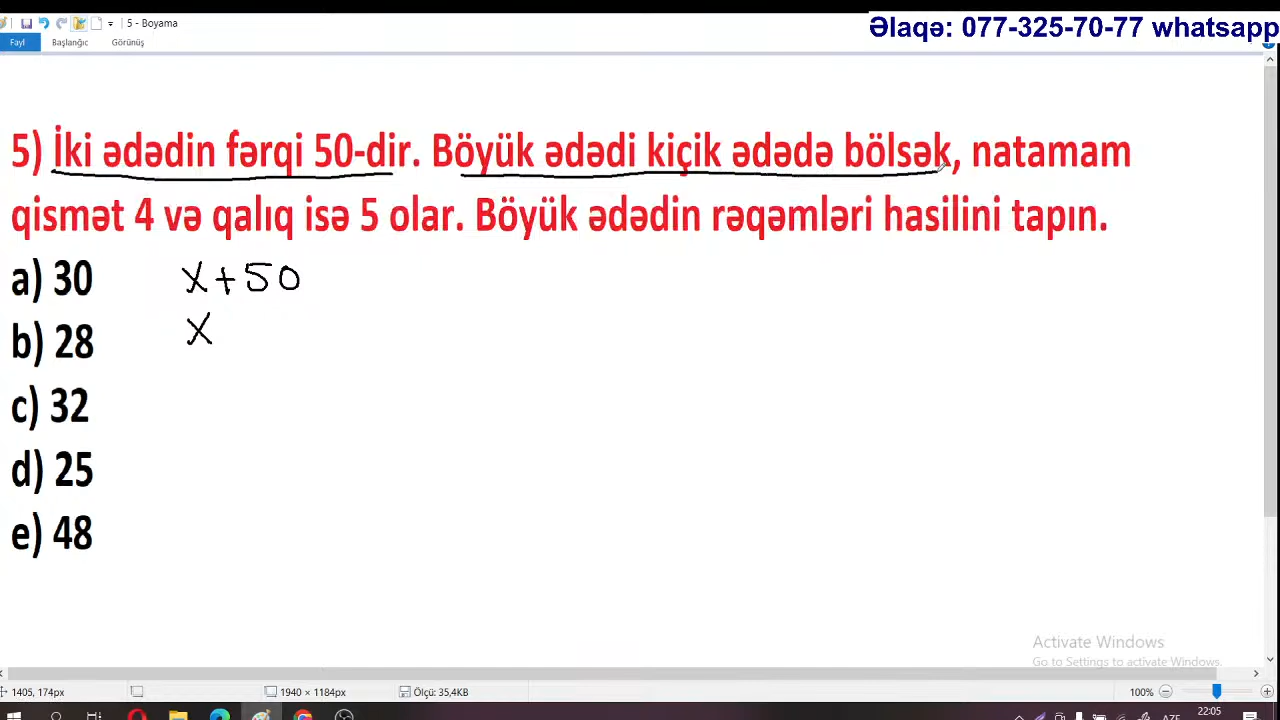 5 - Boyama
Əlaqə: 077-325-70-77 whatsapp
Fayl Başlanğıc Görünüş
5) İki ədədin fərqi 50-dir. Böyük ədədi kiçik ədədə bölsək, natamam
qismət 4 və qalıq isə 5 olar. Böyük ədədin rəqəmləri hasilini tapın.
a) 30
x+50
b) 28
x
c) 32
d) 25
e) 48
Activate Windows
Go to Settings to activate Windows.
1405, 174px
1940 × 1184px
Ölçü: 35,4KB
100%
AZE
22:05